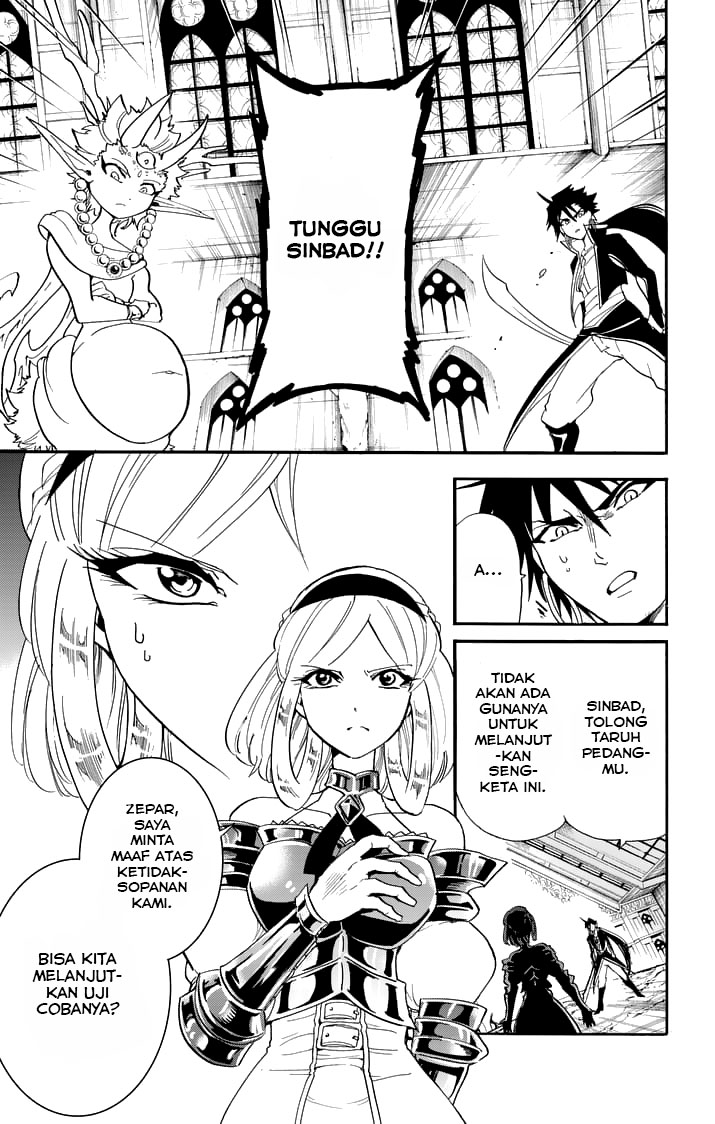 TUNGGU
SINBAD!!
A...
SINBAD,
TOLONG
TARUH
PEDANG-
MU.
TIDAK
AKAN ADA
GUNANYA
UNTUK
MELANJUT
-KAN
SENG-
KETA INI.
ZEPAR,
SAYA
MINTA
MAAF ATAS
KETIDAK-
SOPANAN
KAMI.
BISA KITA
MELANJUT-
KAN UJI
COBANYA?